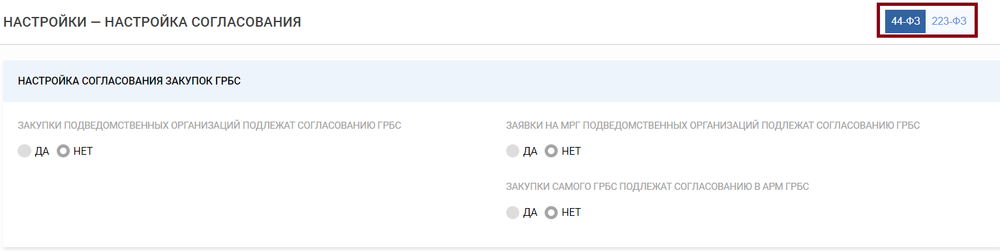 НАСТРОЙКИ — НАСТРОЙКА СОГЛАСОВАНИЯ
44-ФЗ 223-ФЗ
НАСТРОЙКА СОГЛАСОВАНИЯ ЗАКУПОК ГРБС
ЗАКУПКИ ПОДВЕДОМСТВЕННЫХ ОРГАНИЗАЦИЙ ПОДЛЕЖАТ СОГЛАСОВАНИЮ ГРБС
ДА НЕТ
ЗАЯВКИ НА МРГ ПОДВЕДОМСТВЕННЫХ ОРГАНИЗАЦИЙ ПОДЛЕЖАТ СОГЛАСОВАНИЮ ГРБС
ДА НЕТ
ЗАКУПКИ САМОГО ГРБС ПОДЛЕЖАТ СОГЛАСОВАНИЮ В АРМ ГРБС
ДА НЕТ